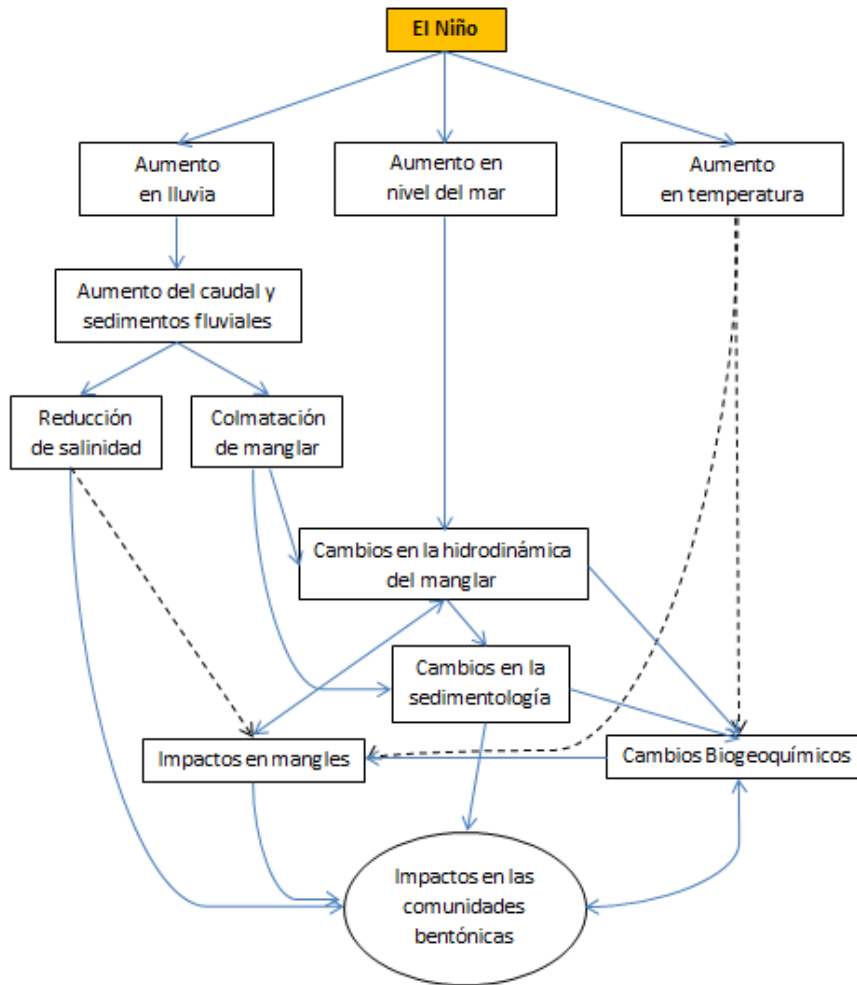 El Niño
Aumento
en lluvia
Aumento en
nivel del mar
Aumento
en temperatura
Aumento del caudal y
sedimentos fluviales
Reducción
de salinidad
Colmatación
de manglar
Cambios en la hidrodinámica
del manglar
Cambios en la
sedimentología
Impactos en mangles
Cambios Biogeoquímicos
Impactos en las
comunidades
bentónicas